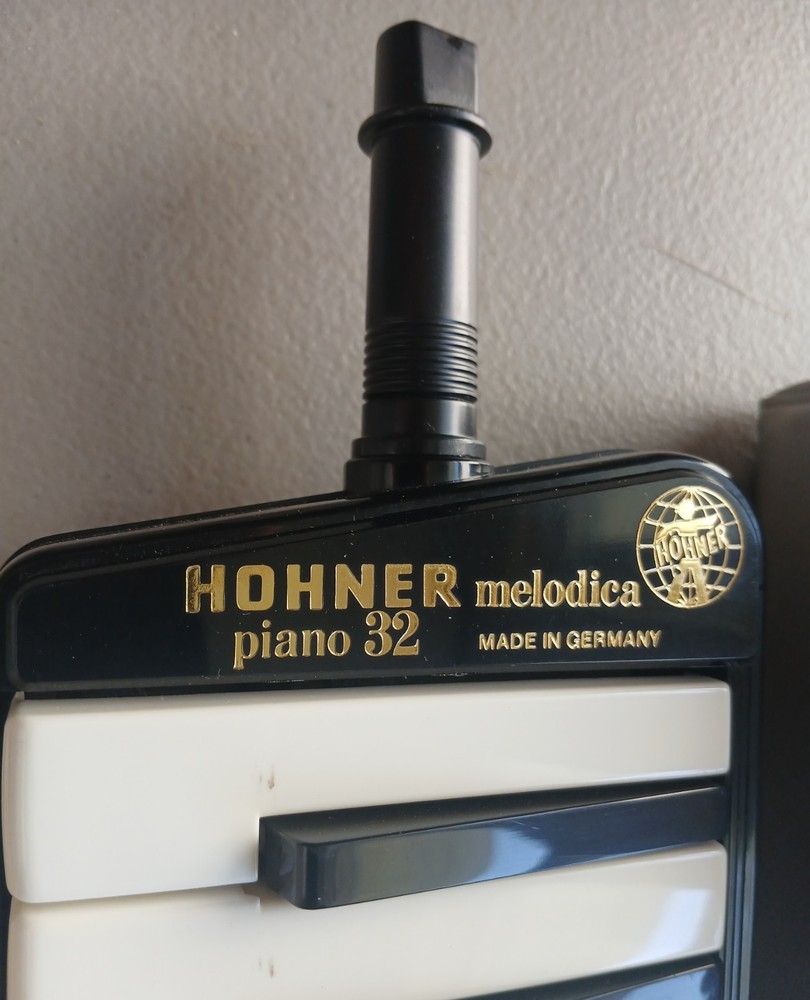 HOHNER melodica
piano 32 MADE IN GERMANY
HOHNER